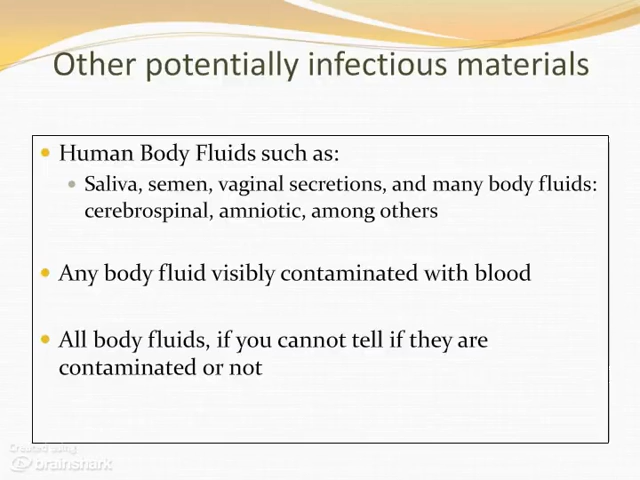 Other potentially infectious materials
Human Body Fluids such as:
Saliva, semen, vaginal secretions, and many body fluids:
cerebrospinal, amniotic, among others
Any body fluid visibly contaminated with blood
All body fluids, if you cannot tell if they are
contaminated or not
Created using
brainshark